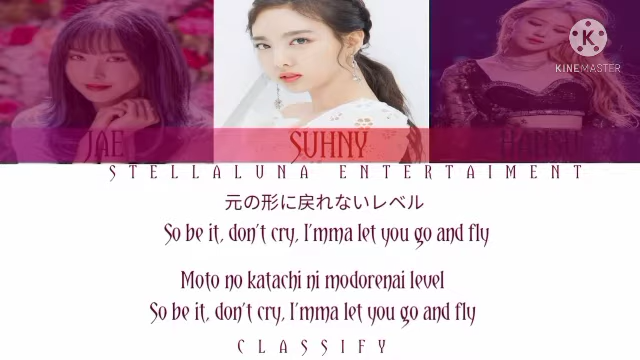 KINEMASTER
JAE SUHNY HANSU
STELLALUNA ENTERTAIMENT
元の形に戻れないレベル
So be it, don't cry, I'mma let you go and fly
Moto no katachi ni modorenai level
So be it, don't cry, I'mma let you go and fly
CLASSIFY